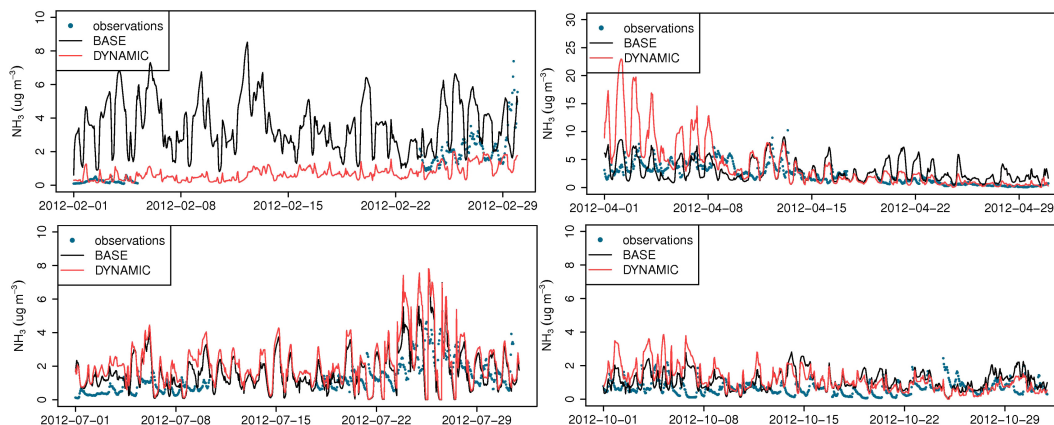 NH3 (ug m−3)
10
8
6
4
2
0
observations
BASE
DYNAMIC
2012−02−01 2012−02−08 2012−02−15 2012−02−22 2012−02−29
NH3 (ug m−3)
30
25
20
15
10
5
0
observations
BASE
DYNAMIC
2012−04−01 2012−04−08 2012−04−15 2012−04−22 2012−04−29
NH3 (ug m−3)
10
8
6
4
2
0
observations
BASE
DYNAMIC
2012−07−01 2012−07−08 2012−07−15 2012−07−22 2012−07−29
NH3 (ug m−3)
10
8
6
4
2
0
observations
BASE
DYNAMIC
2012−10−01 2012−10−08 2012−10−15 2012−10−22 2012−10−29